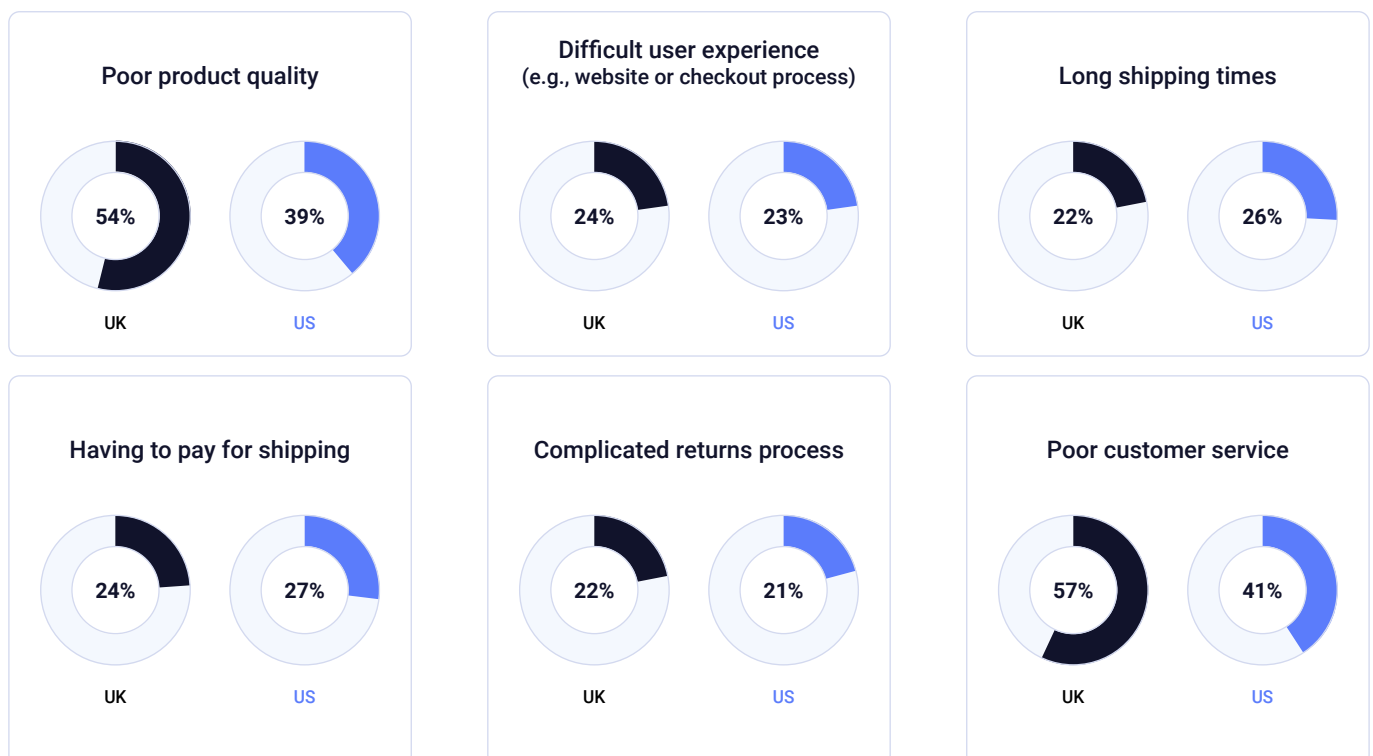 Poor product quality
54%
39%
UK
US
Difficult user experience
(e.g., website or checkout process)
24%
23%
UK
US
Long shipping times
22%
26%
UK
US
Having to pay for shipping
24%
27%
UK
US
Complicated returns process
22%
21%
UK
US
Poor customer service
57%
41%
UK
US